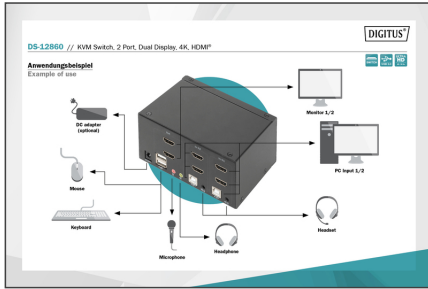 DIGITUS®
DS-12860 // KVM Switch, 2 Port, Dual Display, 4K, HDMI®
Anwendungsbeispiel
Example of use
DC adapter
(optional)
Monitor 1/2
PC Input 1/2
Mouse
Keyboard
Microphone
Headphone
Headset